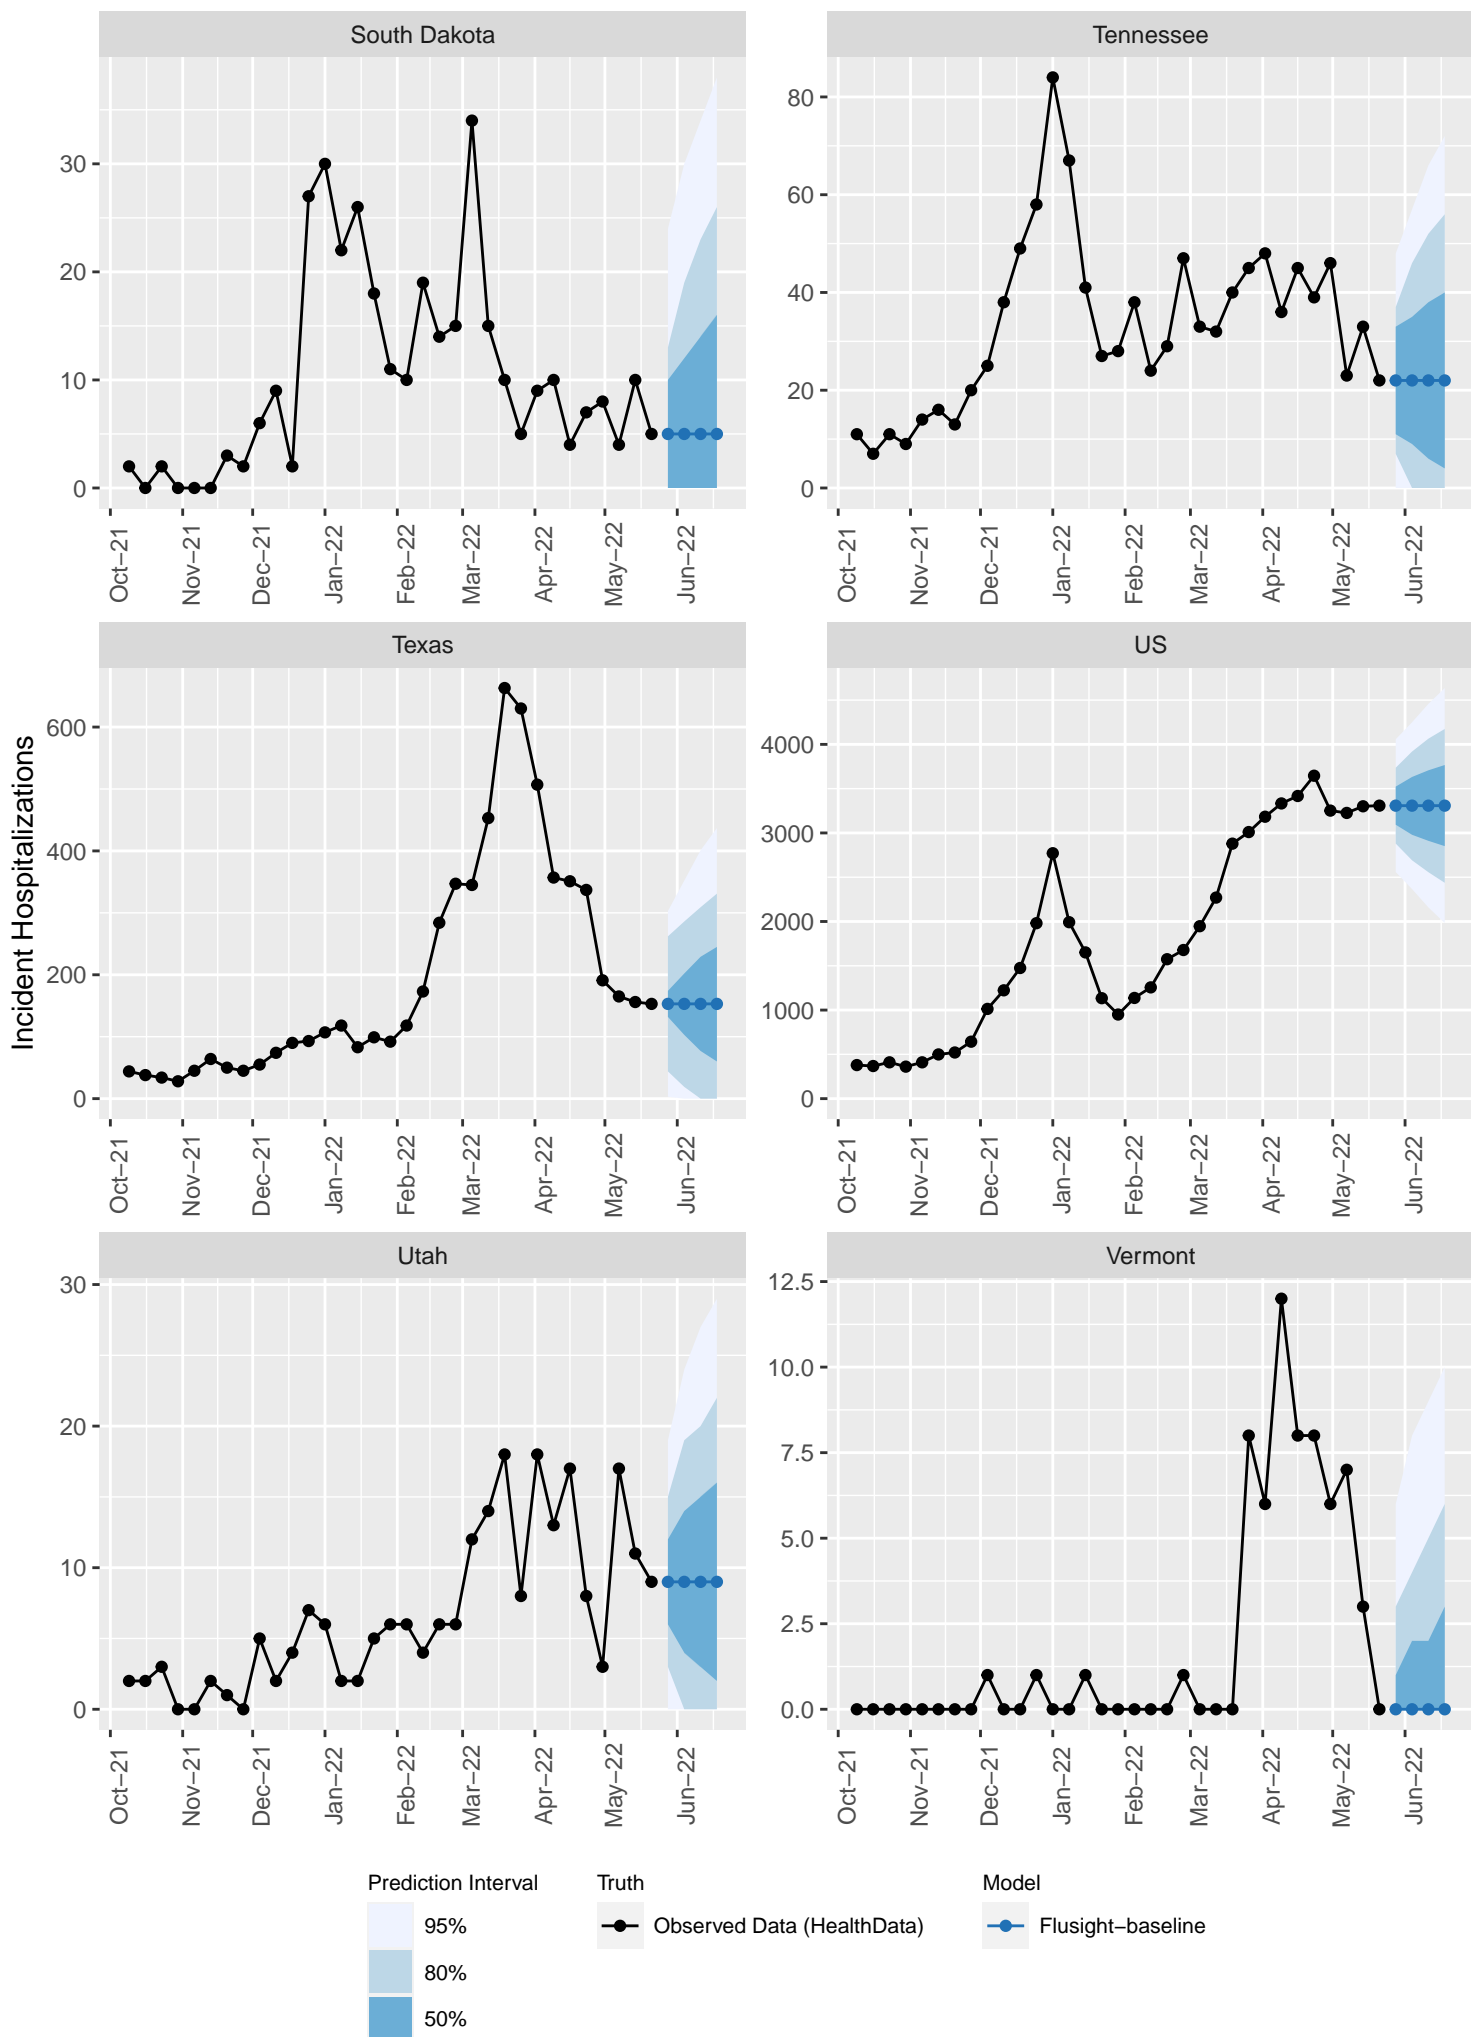 South Dakota
Tennessee
30
20
10
0
80
60
40
20
0
Oct−21
Nov−21
Dec−21
Jan−22
Feb−22
Mar−22
Apr−22
May−22
Jun−22
Oct−21
Nov−21
Dec−21
Jan−22
Feb−22
Mar−22
Apr−22
May−22
Jun−22
Incident Hospitalizations
Texas
US
600
400
200
0
4000
3000
2000
1000
0
Oct−21
Nov−21
Dec−21
Jan−22
Feb−22
Mar−22
Apr−22
May−22
Jun−22
Oct−21
Nov−21
Dec−21
Jan−22
Feb−22
Mar−22
Apr−22
May−22
Jun−22
Utah
Vermont
30
20
10
0
12.5
10.0
7.5
5.0
2.5
0.0
Oct−21
Nov−21
Dec−21
Jan−22
Feb−22
Mar−22
Apr−22
May−22
Jun−22
Oct−21
Nov−21
Dec−21
Jan−22
Feb−22
Mar−22
Apr−22
May−22
Jun−22
Prediction Interval
95%
80%
50%
Truth
Observed Data (HealthData)
Model
Flusight−baseline